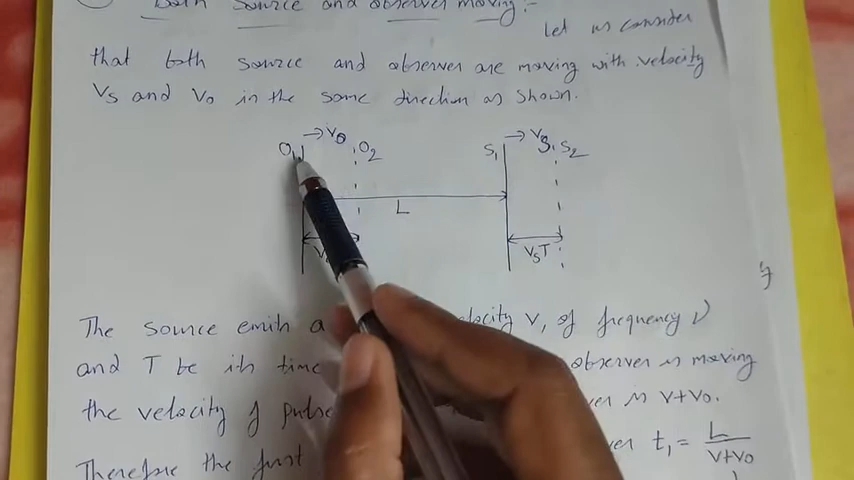 Both Source and observer moving:-
Let us consider
that both source and observer are moving with velocity
Vs and Vo in the same direction as shown.
O1 → Vo O2 S1 → Vs S2
L
VsT
The source emits a velocity V, of frequency ν
and T be its time observer is moving
the velocity of pulse is V+Vo.
Therefore the first t1 = L/V+Vo